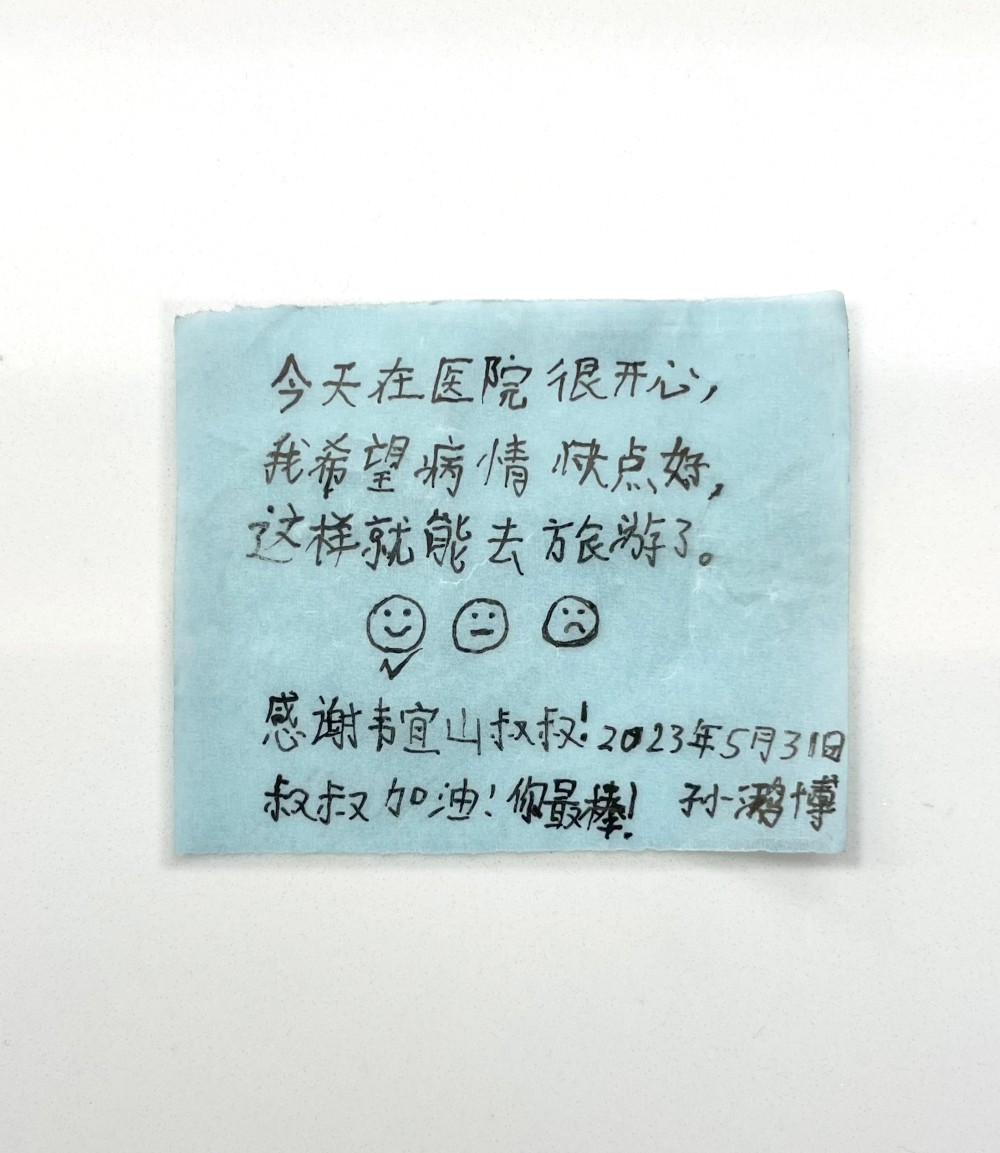 今天在医院很开心,
我希望病情快点好,
这样就能去旅游了。
感谢韦宜山叔叔!2023年5月31日
叔叔加油!你最棒! 孙鸿博